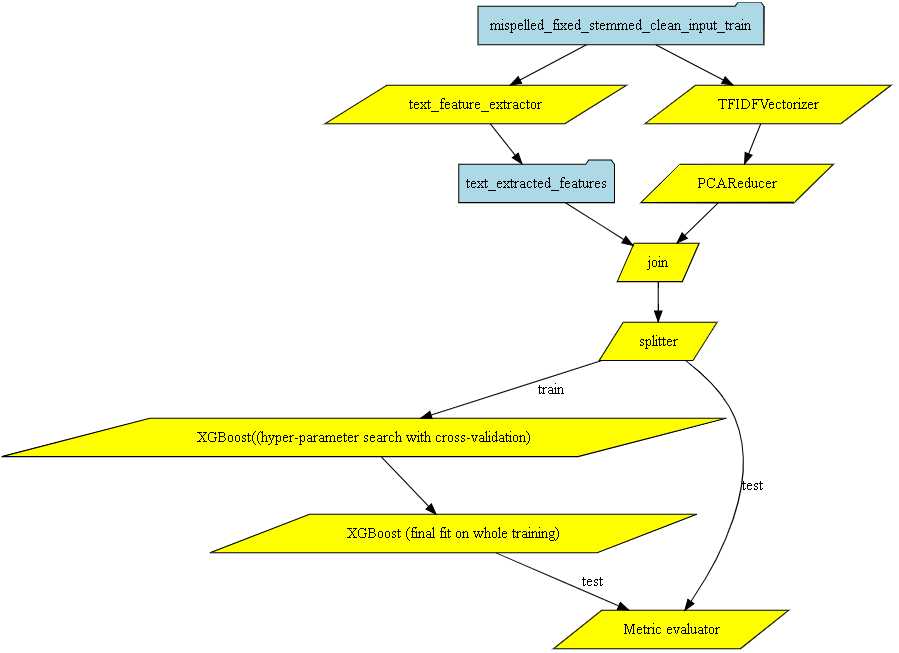 mispelled_fixed_stemmed_clean_input_train
text_feature_extractor
TFIDFVectorizer
text_extracted_features
PCAReducer
join
splitter
train
XGBoost((hyper-parameter search with cross-validation)
test
XGBoost (final fit on whole training)
test
Metric evaluator